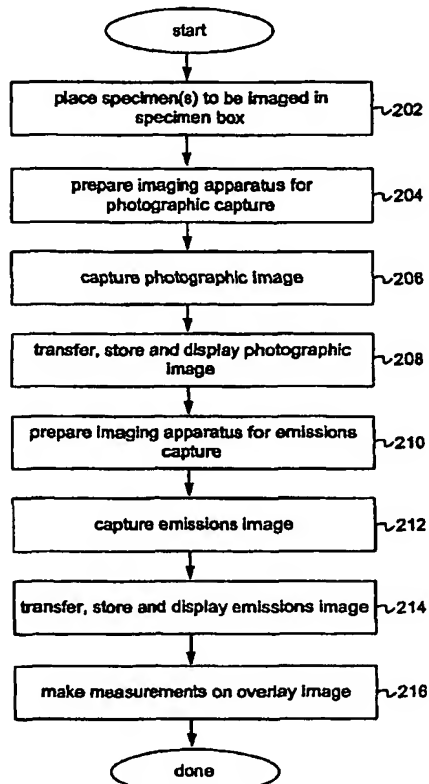 start
place specimen(s) to be imaged in
specimen box
202
prepare imaging apparatus for
photographic capture
204
capture photographic image
206
transfer, store and display photographic
image
208
prepare imaging apparatus for emissions
capture
210
capture emissions image
212
transfer, store and display emissions image
214
make measurements on overlay image
216
done